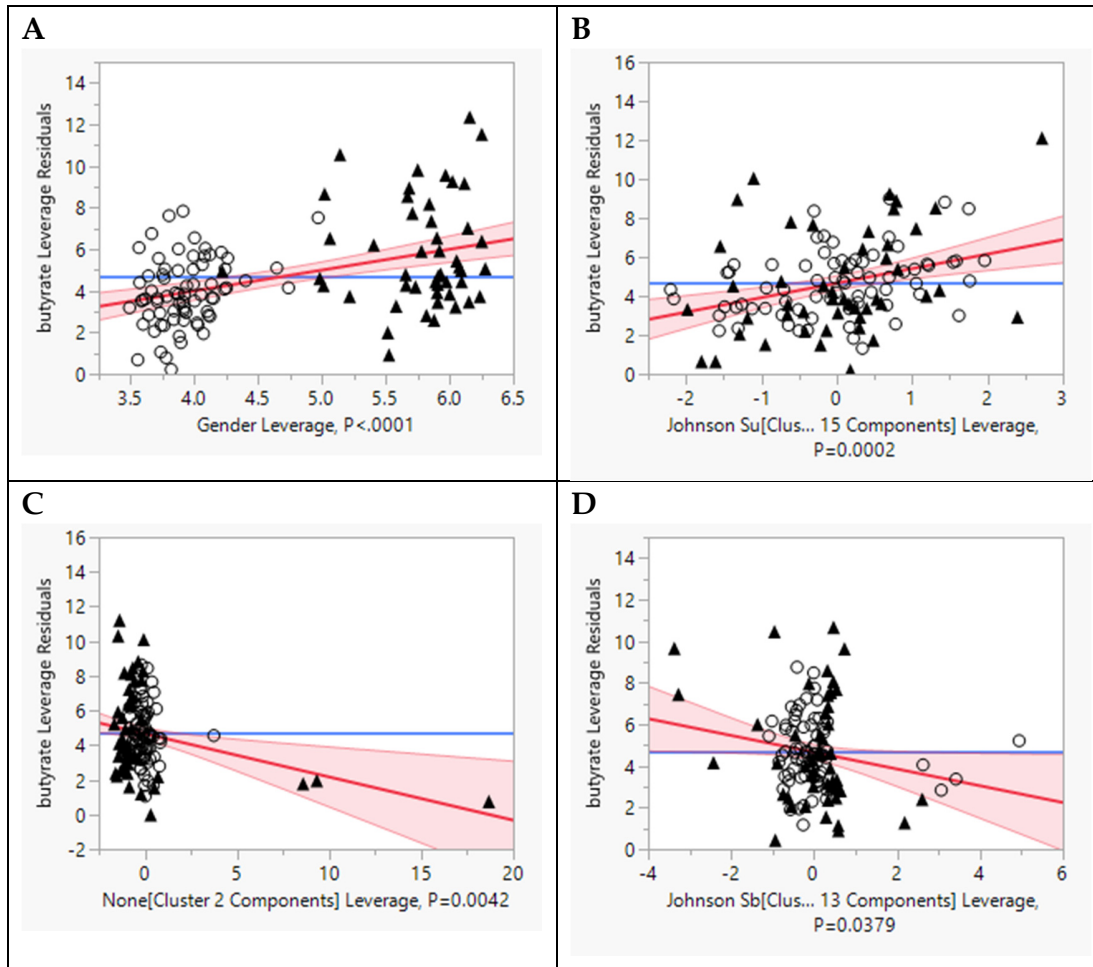 A
butyrate Leverage Residuals
14
12
10
8
6
4
2
0
3.5 4.0 4.5 5.0 5.5 6.0 6.5
Gender Leverage, P<.0001
B
butyrate Leverage Residuals
16
14
12
10
8
6
4
2
0
-2 -1 0 1 2 3
Johnson Su[Clus... 15 Components] Leverage,
P=0.0002
C
butyrate Leverage Residuals
16
14
12
10
8
6
4
2
0
-2
0 5 10 15 20
None[Cluster 2 Components] Leverage, P=0.0042
D
butyrate Leverage Residuals
14
12
10
8
6
4
2
0
-4 -2 0 2 4 6
Johnson Sb[Clus... 13 Components] Leverage,
P=0.0379